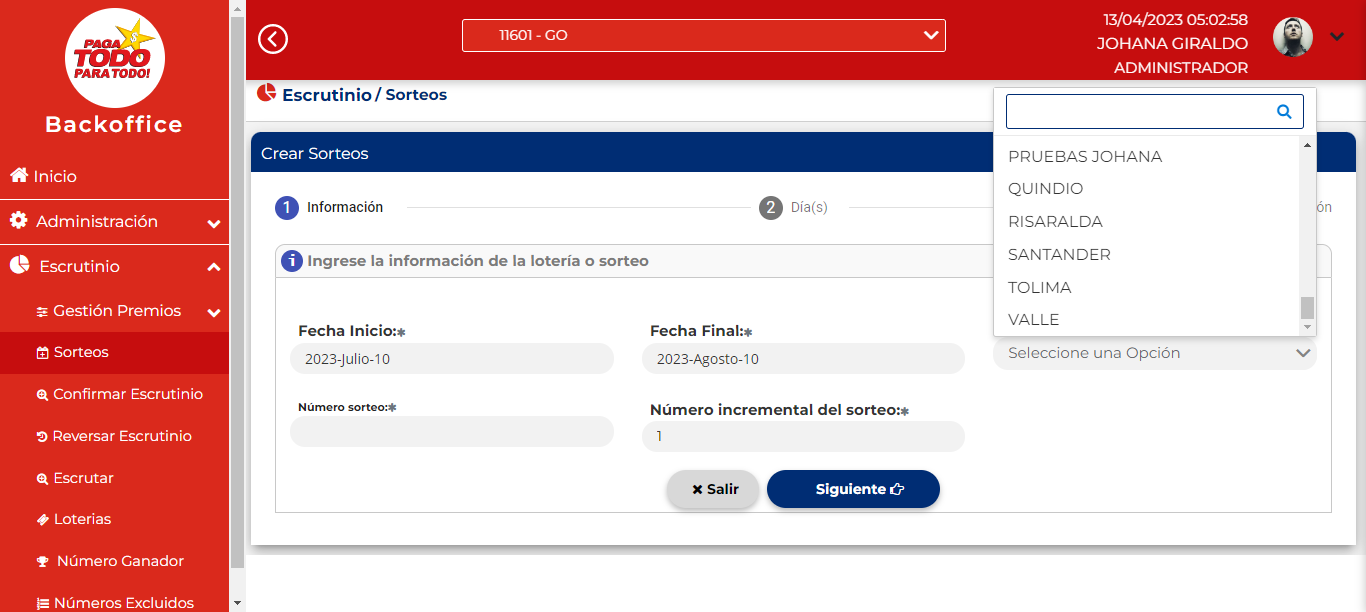 PAGA
TODO
PARA TODO!
Backoffice
Inicio
Administración
Escrutinio
Gestión Premios
Sorteos
Confirmar Escrutinio
Reversar Escrutinio
Escrutar
Loterias
Número Ganador
Números Excluidos
11601 - GO
13/04/2023 05:02:58
JOHANA GIRALDO
ADMINISTRADOR
Escrutinio / Sorteos
Crear Sorteos
1 Información
2 Día(s)
ón
i Ingrese la información de la lotería o sorteo
PRUEBAS JOHANA
QUINDIO
RISARALDA
SANTANDER
TOLIMA
VALLE
Fecha Inicio:*
2023-Julio-10
Fecha Final:*
2023-Agosto-10
Seleccione una Opción
Número sorteo:*
Número incremental del sorteo:*
1
Salir
Siguiente